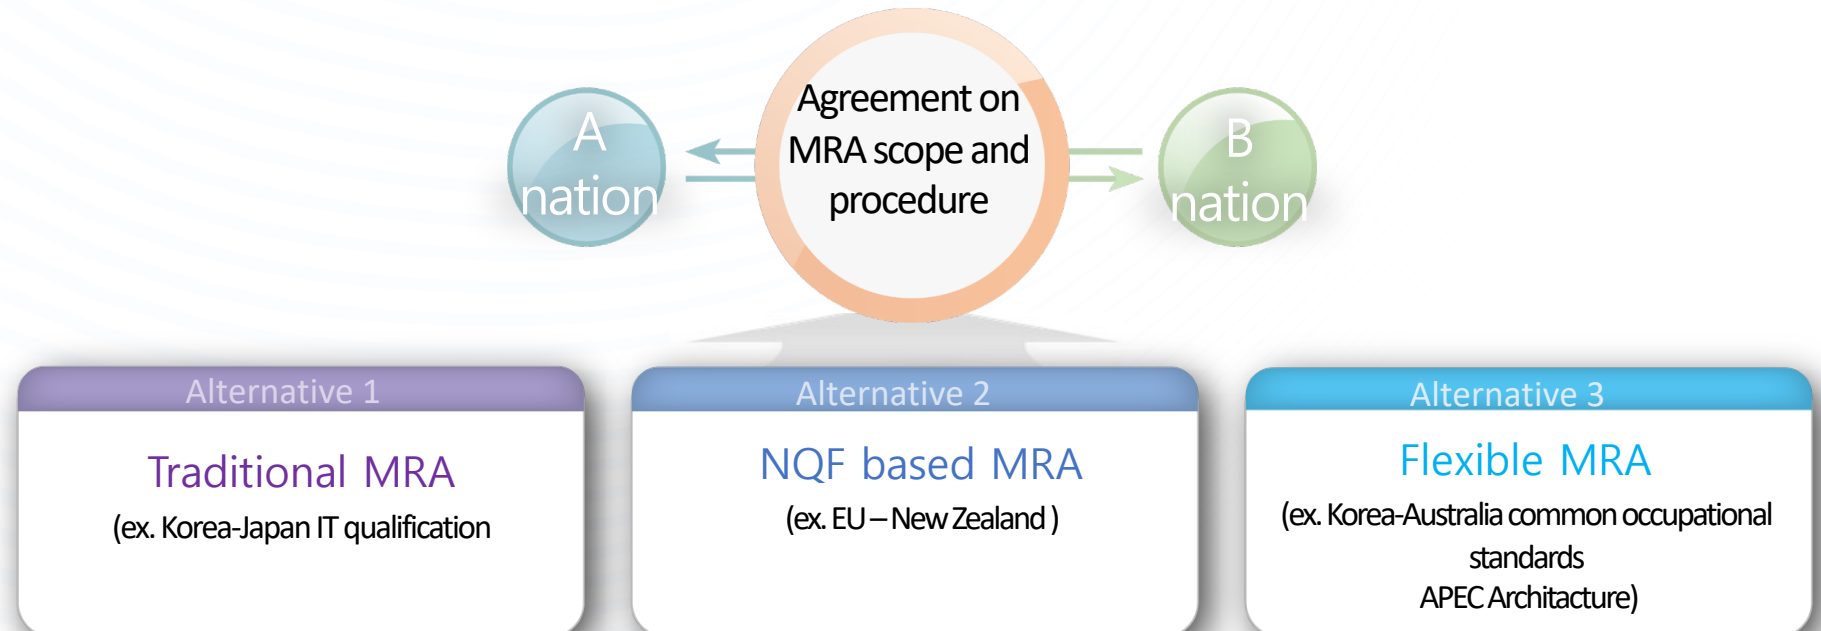 A
nation
Agreement on
MRA scope and
procedure
B
nation
Alternative 1
Traditional MRA
(ex. Korea-Japan IT qualification
Alternative 2
NQF based MRA
(ex. EU – New Zealand )
Alternative 3
Flexible MRA
(ex. Korea-Australia common occupational
standards
APEC Architacture)